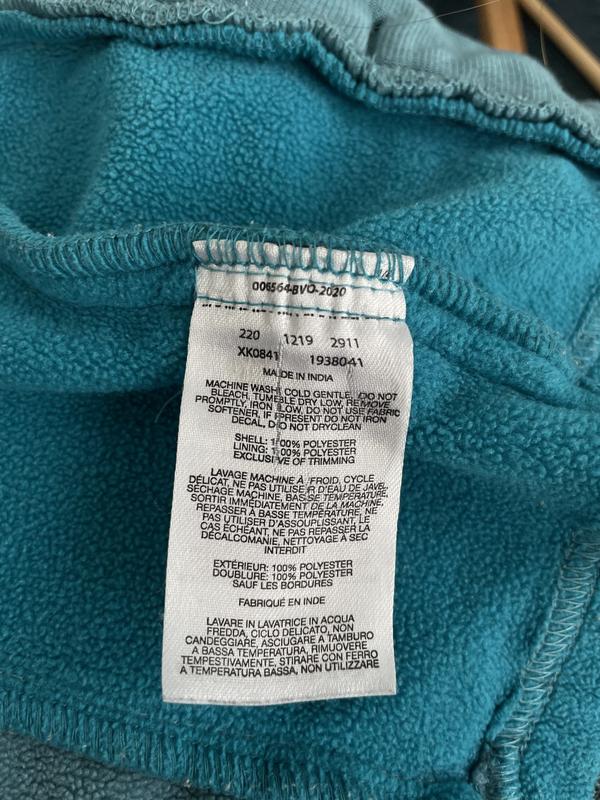 006564-BVO-2020
220 1219 2911
XK0841 1938041
MADE IN INDIA
MACHINE WASH COLD GENTLE, DO NOT
BLEACH, TUMBLE DRY LOW, REMOVE
PROMPTLY, IRON LOW, DO NOT USE FABRIC
SOFTENER, IF PRESENT DO NOT IRON
DECAL, DO NOT DRYCLEAN
SHELL: 100% POLYESTER
LINING: 100% POLYESTER
EXCLUSIVE OF TRIMMING
LAVAGE MACHINE À FROID, CYCLE
DÉLICAT, NE PAS UTILISER D'EAU DE JAVEL,
SÉCHAGE MACHINE, BASSE TEMPÉRATURE,
SORTIR IMMÉDIATEMENT DE LA MACHINE,
REPASSER À BASSE TEMPÉRATURE, NE
PAS UTILISER D'ASSOUPLISSANT, LE
CAS ÉCHÉANT, NE PAS REPASSER LA
DÉCALCOMANIE, NETTOYAGE À SEC
INTERDIT
EXTÉRIEUR: 100% POLYESTER
DOUBLURE: 100% POLYESTER
SAUF LES BORDURES
FABRIQUÉ EN INDE
LAVARE IN LAVATRICE IN ACQUA
FREDDA, CICLO DELICATO, NON
CANDEGGIARE, ASCIUGARE A TAMBURO
A BASSA TEMPERATURA, RIMUOVERE
TEMPESTIVAMENTE, STIRARE CON FERRO
A TEMPERATURA BASSA, NON UTILIZZARE